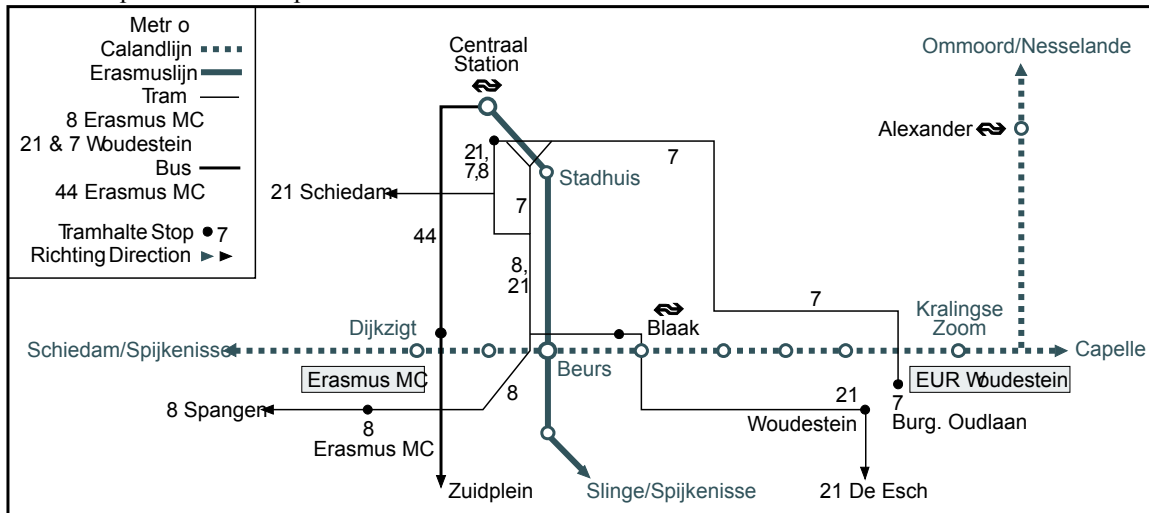 Metr o
Calandlijn
Erasmuslijn
Tram
8 Erasmus MC
21 & 7 Woudestein
Bus
44 Erasmus MC
Tramhalte Stop 7
Richting Direction
Centraal
Station
Ommoord/Nesselande
Alexander
21,
7,8
7
Stadhuis
21 Schiedam
7
44
8,
21
7
Blaak
Kralingse
Zoom
Dijkzigt
Schiedam/Spijkenisse
Capelle
Beurs
Erasmus MC
EUR Woudestein
8
8 Spangen
21
7
Woudestein
Burg. Oudlaan
8
Erasmus MC
Zuidplein
Slinge/Spijkenisse
21 De Esch